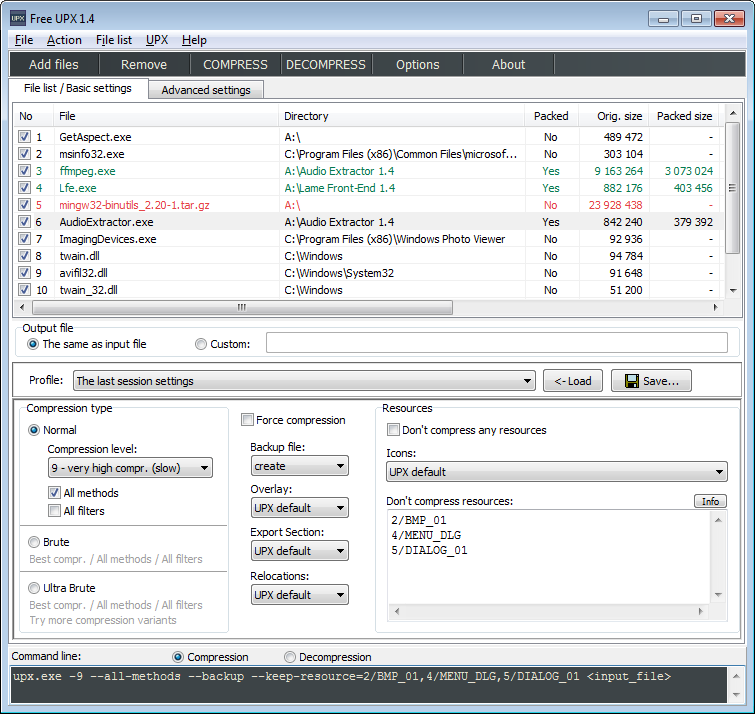 UPX Free UPX 1.4
File Action File list UPX Help
Add files Remove COMPRESS DECOMPRESS Options About
File list / Basic settings Advanced settings
No File Directory Packed Orig. size Packed size
1 GetAspect.exe A:\ No 489 472 -
2 msinfo32.exe C:\Program Files (x86)\Common Files\microsof... No 303 104 -
3 ffmpeg.exe A:\Audio Extractor 1.4 Yes 9 163 264 3 073 024
4 Lfe.exe A:\Lame Front-End 1.4 Yes 882 176 403 456
5 mingw32-binutils_2.20-1.tar.gz A:\ No 23 928 438 -
6 AudioExtractor.exe A:\Audio Extractor 1.4 Yes 842 240 379 392
7 ImagingDevices.exe C:\Program Files (x86)\Windows Photo Viewer No 92 936 -
8 twain.dll C:\Windows No 94 784 -
9 avifil32.dll C:\Windows\System32 No 91 648 -
10 twain_32.dll C:\Windows No 51 200 -
Output file
The same as input file Custom:
Profile: The last session settings <- Load Save...
Compression type
Normal
Compression level:
9 - very high compr. (slow)
All methods
All filters
Brute
Best compr. / All methods / All filters
Ultra Brute
Best compr. / All methods / All filters
Try more compression variants
Force compression
Backup file:
create
Overlay:
UPX default
Export Section:
UPX default
Relocations:
UPX default
Resources
Don't compress any resources
Icons:
UPX default
Don't compress resources: Info
2/BMP_01
4/MENU_DLG
5/DIALOG_01
Command line: Compression Decompression
upx.exe -9 --all-methods --backup --keep-resource=2/BMP_01,4/MENU_DLG,5/DIALOG_01 <input_file>